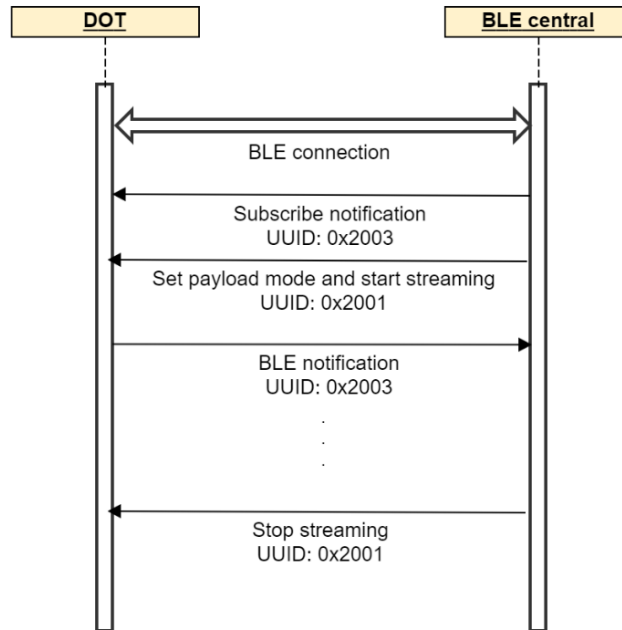 DOT
BLE central
BLE connection
Subscribe notification
UUID: 0x2003
Set payload mode and start streaming
UUID: 0x2001
BLE notification
UUID: 0x2003
.
.
.
Stop streaming
UUID: 0x2001